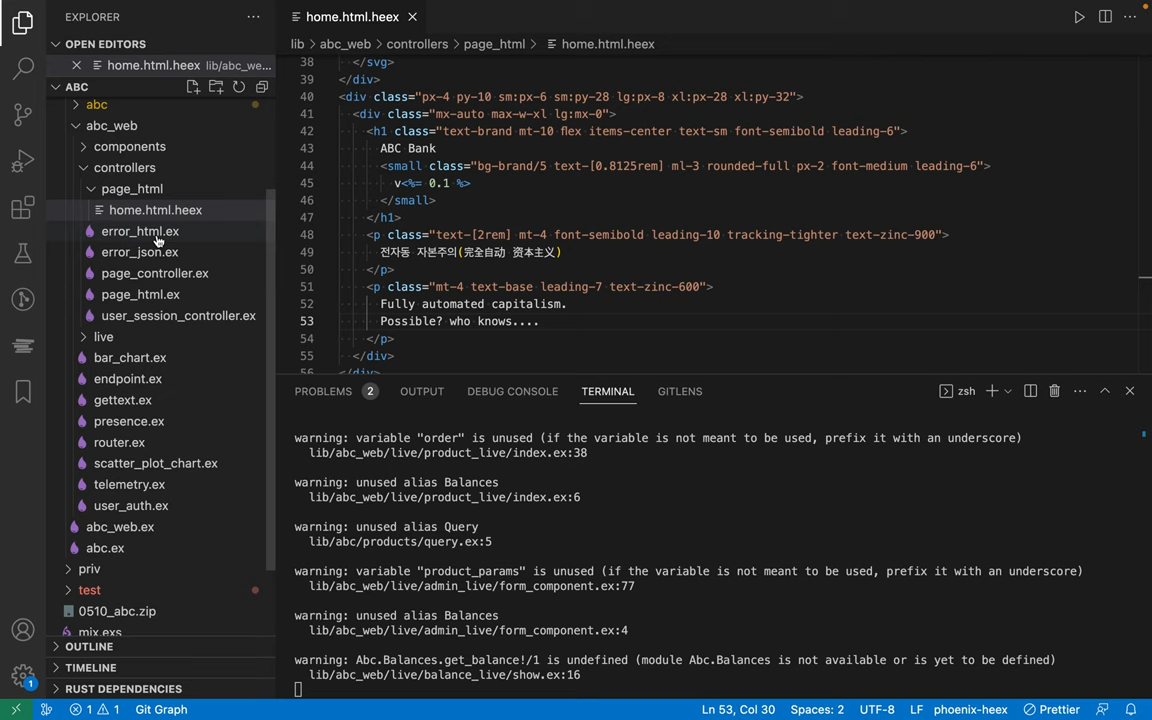 EXPLORER
OPEN EDITORS
home.html.heex lib/abc_we...
ABC
abc
abc_web
components
controllers
page_html
home.html.heex
error_html.ex
error_json.ex
page_controller.ex
page_html.ex
user_session_controller.ex
live
bar_chart.ex
endpoint.ex
gettext.ex
presence.ex
router.ex
scatter_plot_chart.ex
telemetry.ex
user_auth.ex
abc_web.ex
abc.ex
priv
test
0510_abc.zip
mix.exs
OUTLINE
TIMELINE
RUST DEPENDENCIES
home.html.heex
lib > abc_web > controllers > page_html > home.html.heex
38 </svg>
39 </div>
40 <div class="px-4 py-10 sm:px-6 sm:py-28 lg:px-8 xl:px-28 xl:py-32">
41 <div class="mx-auto max-w-xl lg:mx-0">
42 <h1 class="text-brand mt-10 flex items-center text-sm font-semibold leading-6">
43 ABC Bank
44 <small class="bg-brand/5 text-[0.8125rem] ml-3 rounded-full px-2 font-medium leading-6">
45 v<%= 0.1 %>
46 </small>
47 </h1>
48 <p class="text-[2rem] mt-4 font-semibold leading-10 tracking-tighter text-zinc-900">
49 전자동 자본주의(完全自动 资本主义)
50 </p>
51 <p class="mt-4 text-base leading-7 text-zinc-600">
52 Fully automated capitalism.
53 Possible? who knows....
54 </p>
55 </div>
56 </div>
PROBLEMS 2 OUTPUT DEBUG CONSOLE TERMINAL GITLENS zsh
warning: variable "order" is unused (if the variable is not meant to be used, prefix it with an underscore)
lib/abc_web/live/product_live/index.ex:38
warning: unused alias Balances
lib/abc_web/live/product_live/index.ex:6
warning: unused alias Query
lib/abc/products/query.ex:5
warning: variable "product_params" is unused (if the variable is not meant to be used, prefix it with an underscore)
lib/abc_web/live/admin_live/form_component.ex:77
warning: unused alias Balances
lib/abc_web/live/admin_live/form_component.ex:4
warning: Abc.Balances.get_balance!/1 is undefined (module Abc.Balances is not available or is yet to be defined)
lib/abc_web/live/balance_live/show.ex:16
1
1 1 Git Graph Ln 53, Col 30 Spaces: 2 UTF-8 LF phoenix-heex Prettier